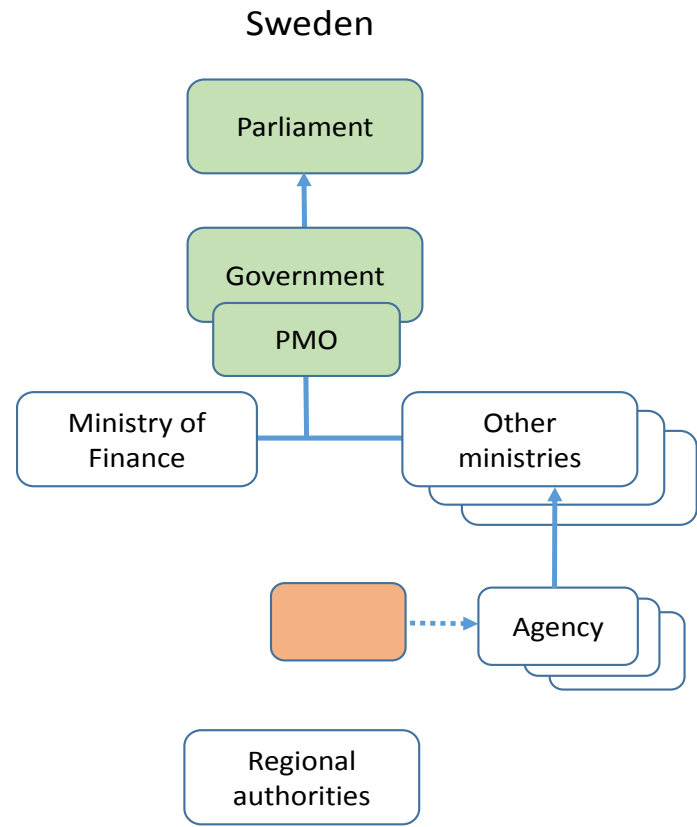 Sweden
Parliament
Government
PMO
Ministry of
Finance
Other
ministries
Agency
Regional
authorities